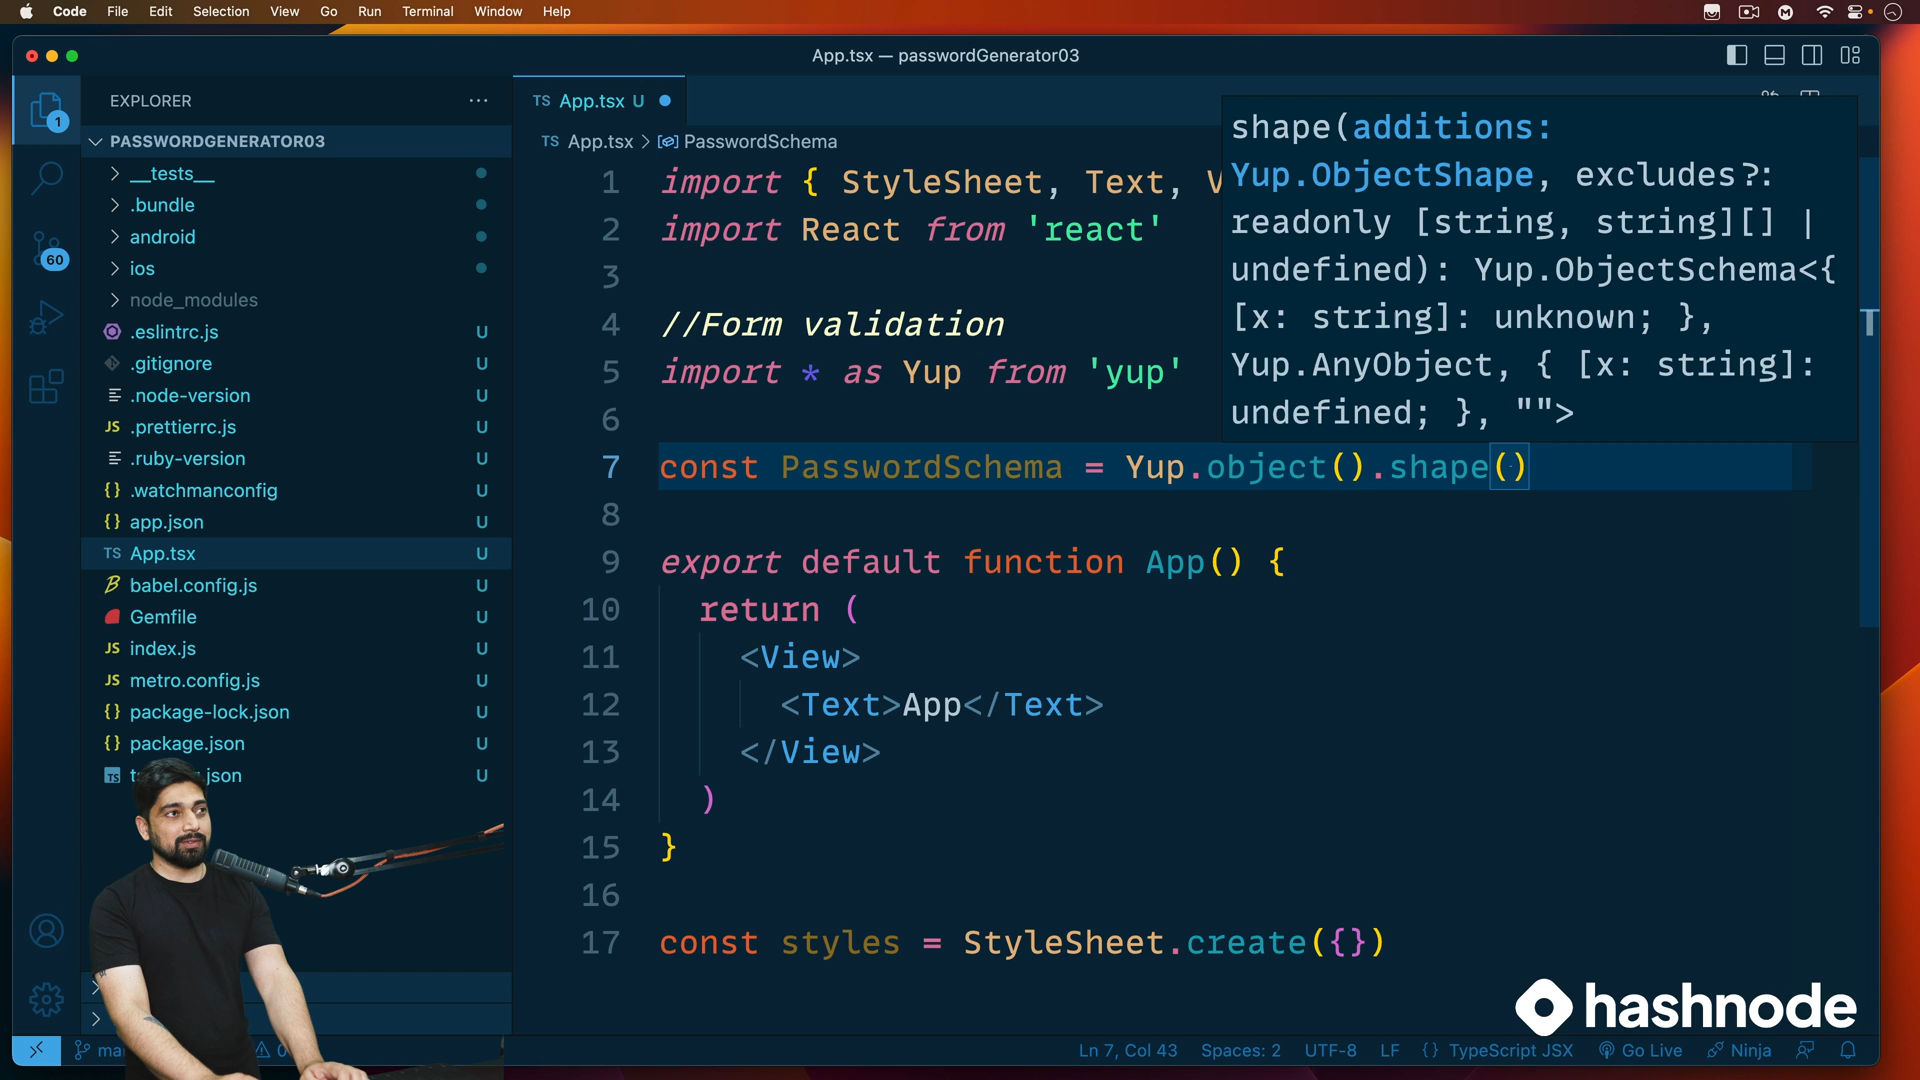 Code File Edit Selection View Go Run Terminal Window Help
App.tsx — passwordGenerator03
EXPLORER
PASSWORDGENERATOR03
__tests__
.bundle
android
ios
node_modules
.eslintrc.js U
.gitignore U
.node-version U
JS .prettierrc.js U
.ruby-version U
{} .watchmanconfig U
{} app.json U
TS App.tsx U
babel.config.js U
Gemfile U
JS index.js U
JS metro.config.js U
{} package-lock.json U
{} package.json U
TS json U
1
60
TS App.tsx U
TS App.tsx > PasswordSchema
1 import { StyleSheet, Text, V
2 import React from 'react'
3
4 //Form validation
5 import * as Yup from 'yup'
6
7 const PasswordSchema = Yup.object().shape()
8
9 export default function App() {
10 return (
11 <View>
12 <Text>App</Text>
13 </View>
14 )
15 }
16
17 const styles = StyleSheet.create({})
shape(additions:
Yup.ObjectShape, excludes?:
readonly [string, string][] |
undefined): Yup.ObjectSchema<{
[x: string]: unknown; },
Yup.AnyObject, { [x: string]:
undefined; }, "">
hashnode
Ln 7, Col 43 Spaces: 2 UTF-8 LF {} TypeScript JSX Go Live Ninja